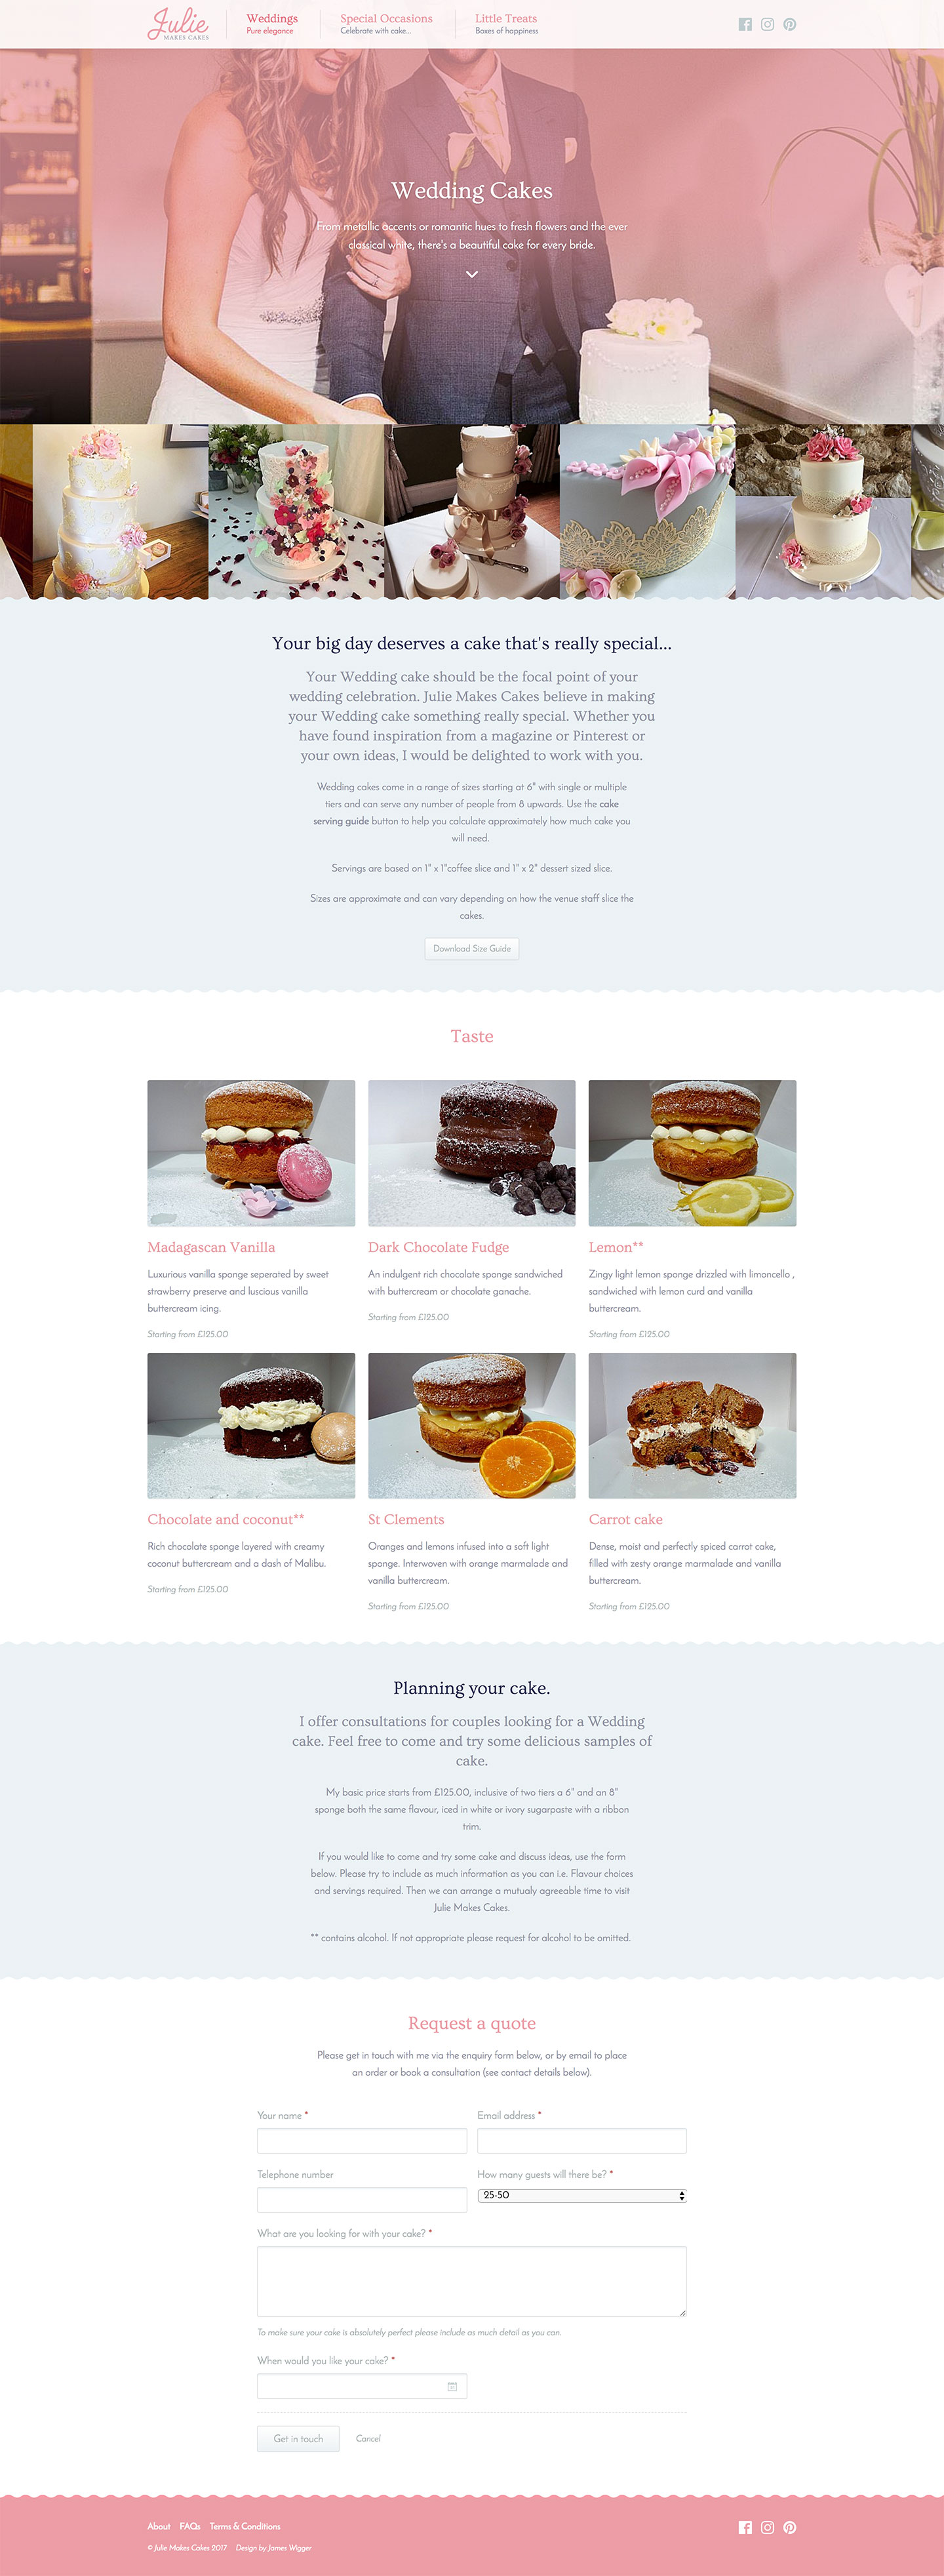 Julie
MAKES CAKES
Weddings
Pure elegance
Special Occasions
Celebrate with cake...
Little Treats
Boxes of happiness
Wedding Cakes
From metallic accents or romantic hues to fresh flowers and the ever
classical white, there's a beautiful cake for every bride.
Your big day deserves a cake that's really special...
Your Wedding cake should be the focal point of your
wedding celebration. Julie Makes Cakes believe in making
your Wedding cake something really special. Whether you
have found inspiration from a magazine or Pinterest or
your own ideas, I would be delighted to work with you.
Wedding cakes come in a range of sizes starting at 6" with single or multiple
tiers and can serve any number of people from 8 upwards. Use the cake
serving guide button to help you calculate approximately how much cake you
will need.
Servings are based on 1" x 1"coffee slice and 1" x 2" dessert sized slice.
Sizes are approximate and can vary depending on how the venue staff slice the
cakes.
Download Size Guide
Taste
Madagascan Vanilla
Luxurious vanilla sponge seperated by sweet
strawberry preserve and luscious vanilla
buttercream icing.
Starting from £125.00
Dark Chocolate Fudge
An indulgent rich chocolate sponge sandwiched
with buttercream or chocolate ganache.
Starting from £125.00
Lemon**
Zingy light lemon sponge drizzled with limoncello ,
sandwiched with lemon curd and vanilla
buttercream.
Starting from £125.00
Chocolate and coconut**
Rich chocolate sponge layered with creamy
coconut buttercream and a dash of Malibu.
Starting from £125.00
St Clements
Oranges and lemons infused into a soft light
sponge. Interwoven with orange marmalade and
vanilla buttercream.
Starting from £125.00
Carrot cake
Dense, moist and perfectly spiced carrot cake,
filled with zesty orange marmalade and vanilla
buttercream.
Starting from £125.00
Planning your cake.
I offer consultations for couples looking for a Wedding
cake. Feel free to come and try some delicious samples of
cake.
My basic price starts from £125.00, inclusive of two tiers a 6" and an 8"
sponge both the same flavour, iced in white or ivory sugarpaste with a ribbon
trim.
If you would like to come and try some cake and discuss ideas, use the form
below. Please try to include as much information as you can i.e. Flavour choices
and servings required. Then we can arrange a mutualy agreeable time to visit
Julie Makes Cakes.
** contains alcohol. If not appropriate please request for alcohol to be omitted.
Request a quote
Please get in touch with me via the enquiry form below, or by email to place
an order or book a consultation (see contact details below).
Your name *
Email address *
Telephone number
How many guests will there be? *
25-50
What are you looking for with your cake? *
To make sure your cake is absolutely perfect please include as much detail as you can.
When would you like your cake? *
Get in touch
Cancel
About FAQs Terms & Conditions
© Julie Makes Cakes 2017 Design by James Wigger